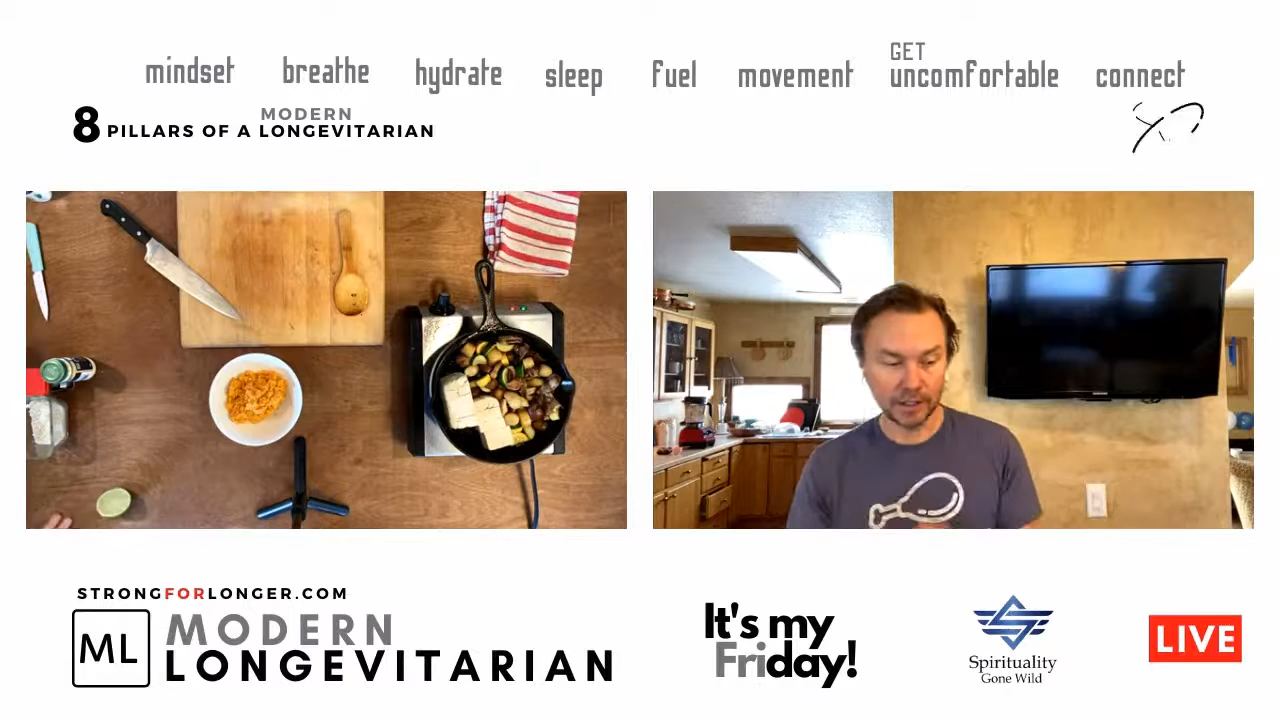 mindset breathe hydrate sleep fuel movement GET uncomfortable connect
MODERN
8 PILLARS OF A LONGEVITARIAN
STRONGFORLONGER.COM
ML MODERN
LONGEVITARIAN
It's my
Friday!
Spirituality
Gone Wild
LIVE